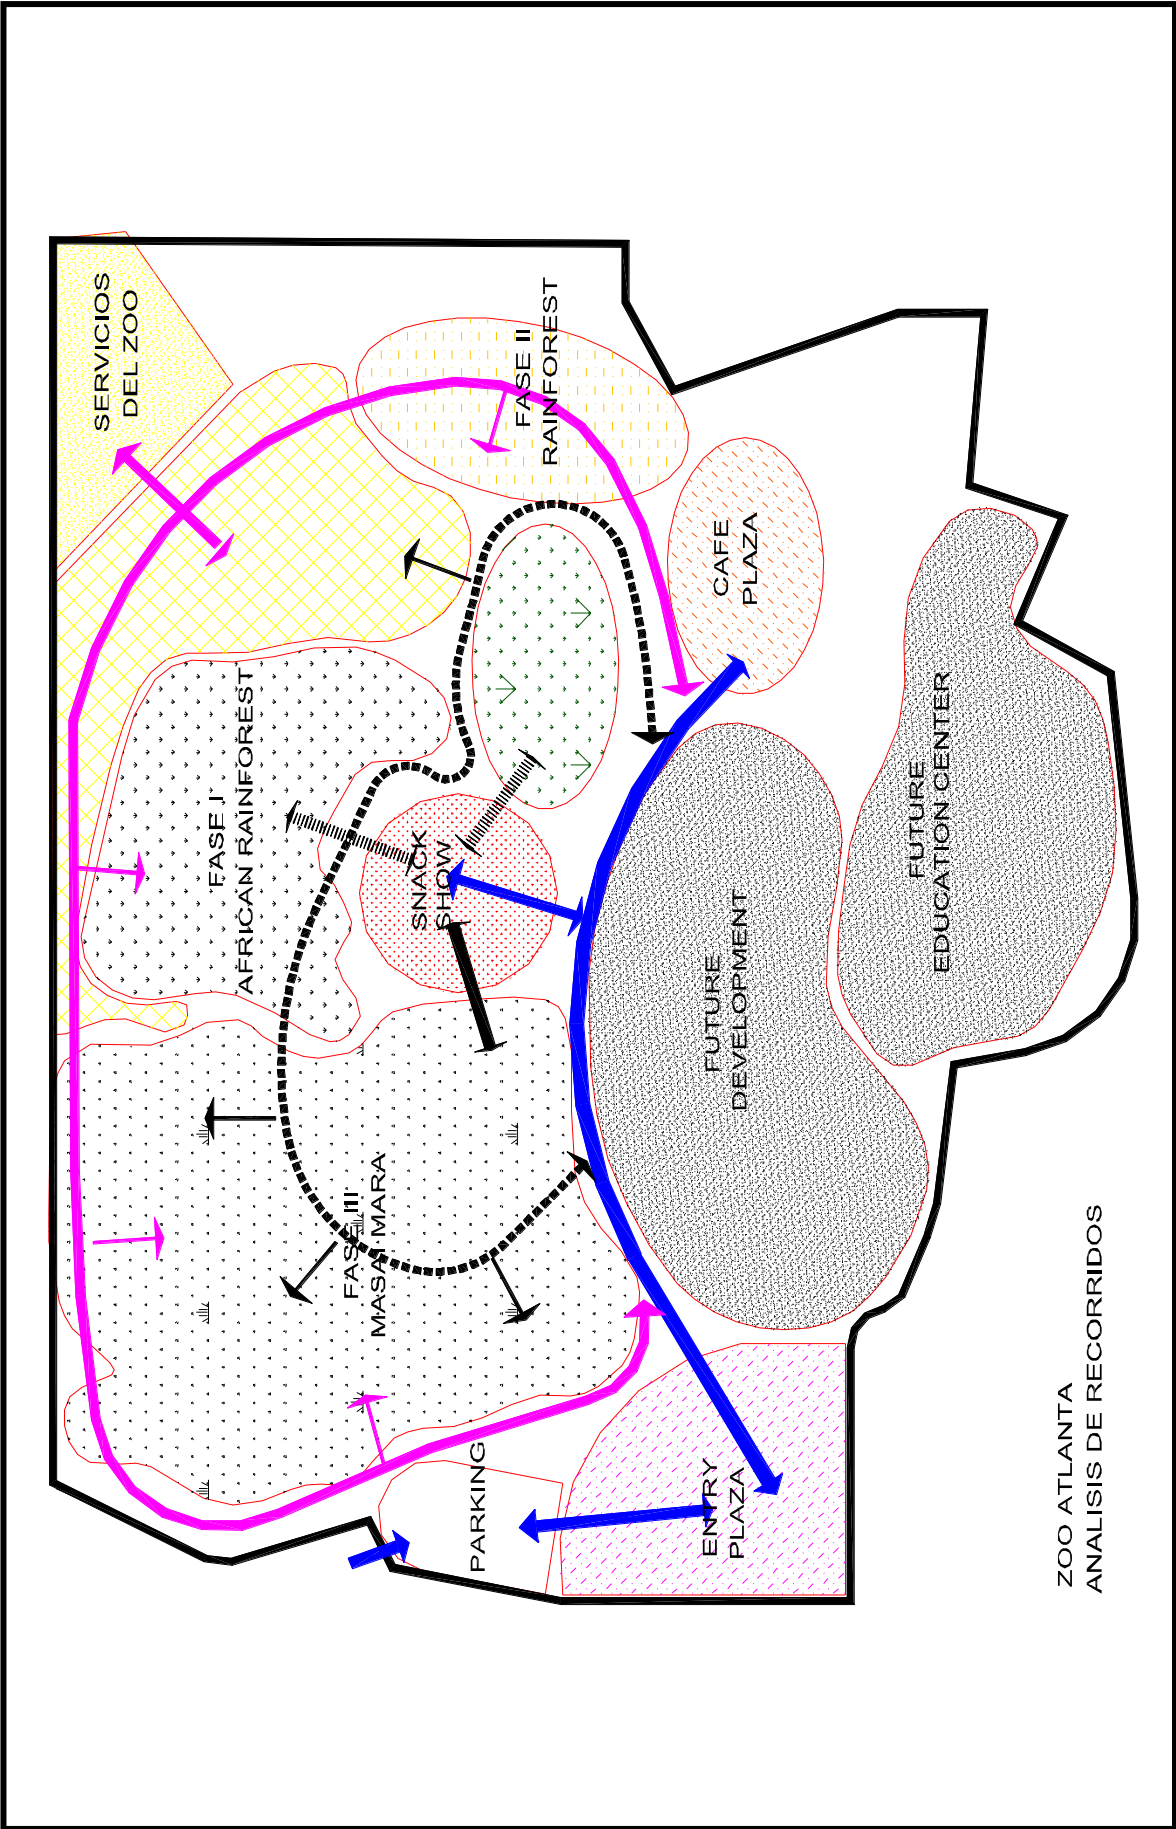 SERVICIOS
DEL ZOO
FASE II
RAINFOREST
CAFE
PLAZA
FASE I
AFRICAN RAINFOREST
SNACK
SHOW
FUTURE
EDUCATION CENTER
FUTURE
DEVELOPMENT
FASE III
MASAI MARA
PARKING
ENTRY
PLAZA
ZOO ATLANTA
ANALISIS DE RECORRIDOS